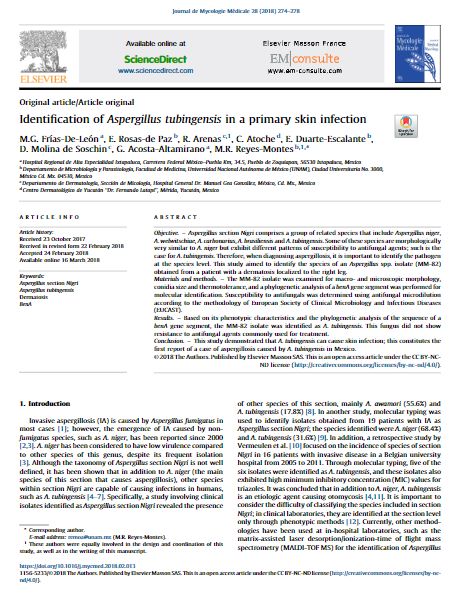 Journal de Mycologie Médicale 28 (2018) 274–278
Available online at
ScienceDirect
www.sciencedirect.com
Elsevier Masson France
EM|consulte
www.em-consulte.com
Journal de
Mycologie
Médicale
ELSEVIER
Original article/Article original
Identification of Aspergillus tubingensis in a primary skin infection
M.G. Frías-De-León a, E. Rosas-de Paz b, R. Arenas c,1, C. Atoche d, E. Duarte-Escalante b,
D. Molina de Soschin c, G. Acosta-Altamirano a, M.R. Reyes-Montes b,1,*
a Hospital Regional de Alta Especialidad Ixtapaluca, Carretera Federal México–Puebla Km, 34.5, Pueblo de Zoquiapan, 56530 Ixtapaluca, Mexico
b Departamento de Microbiología y Parasitología, Facultad de Medicina, Universidad Nacional Autónoma de México (UNAM), Ciudad Universitaria No. 3000,
México Cd. Mx. 04510, Mexico
c Departamento de Dermatología, Sección de Micología, Hospital General Dr. Manuel Gea González, México, Cd. Mx., Mexico
d Centro Dermatológico de Yucatán "Dr. Fernando Latapí", Mérida, Yucatán, Mexico
ARTICLE INFO
Article history:
Received 23 October 2017
Received in revised form 22 February 2018
Accepted 24 February 2018
Available online 16 March 2018
Keywords:
Aspergillus section Nigri
Aspergillus tubingensis
Dermatosis
BenA
ABSTRACT
Objective. – Aspergillus section Nigri comprises a group of related species that include Aspergillus niger,
A. welwitschiae, A. carbonarius, A. brasiliensis and A. tubingensis. Some of these species are morphologically
very similar to A. niger but exhibit different patterns of susceptibility to antifungal agents; such is the
case for A. tubingensis. Therefore, when diagnosing aspergillosis, it is important to identify the pathogen
at the species level. This study aimed to identify the species of an Aspergillus spp. isolate (MM-82)
obtained from a patient with a dermatosis localized to the right leg.
Materials and methods. – The MM-82 isolate was examined for macro- and microscopic morphology,
conidia size and thermotolerance, and a phylogenetic analysis of a benA gene segment was performed for
molecular identification. Susceptibility to antifungals was determined using antifungal microdilution
according to the methodology of European Society of Clinical Microbiology and Infectious Diseases
(EUCAST).
Results. – Based on its phenotypic characteristics and the phylogenetic analysis of the sequence of a
benA gene segment, the MM-82 isolate was identified as A. tubingensis. This fungus did not show
resistance to antifungal agents commonly used for treatment.
Conclusion. – This study demonstrated that A. tubingensis can cause skin infection; this constitutes the
first report of a case of aspergillosis caused by A. tubingensis in Mexico.
© 2018 The Authors. Published by Elsevier Masson SAS. This is an open access article under the CC BY-NC-
ND license (http://creativecommons.org/licenses/by-nc-nd/4.0/).
1. Introduction
Invasive aspergillosis (IA) is caused by Aspergillus fumigatus in
most cases [1]; however, the emergence of IA caused by non-
fumigatus species, such as A. niger, has been reported since 2000
[2,3]. A. niger has been considered to have low virulence compared
to other species of this genus, despite its frequent isolation
[3]. Although the taxonomy of Aspergillus section Nigri is not well
defined, it has been shown that in addition to A. niger (the main
species of this section that causes aspergillosis), other species
within section Nigri are capable of causing infections in humans,
such as A. tubingensis [4–7]. Specifically, a study involving clinical
isolates identified as Aspergillus section Nigri revealed the presence
of other species of this section, mainly A. awamori (55.6%) and
A. tubingensis (17.8%) [8]. In another study, molecular typing was
used to identify isolates obtained from 19 patients with IA as
Aspergillus section Nigri, the species identified were A. niger (68.4%)
and A. tubingensis (31.6%) [9]. In addition, a retrospective study by
Vermeulen et al. [10] focused on the incidence of species of section
Nigri in 16 patients with invasive disease in a Belgian university
hospital from 2005 to 2011. Through molecular typing, five of the
six isolates were identified as A. tubingensis, and these isolates also
exhibited high minimum inhibitory concentration (MIC) values for
triazoles. It was concluded that in addition to A. niger, A. tubingensis
is an etiologic agent causing otomycosis [4,11]. It is important to
consider the difficulty of classifying the species included in section
Nigri; in clinical laboratories, they are identified at the section level
only through phenotypic methods [12]. Currently, other method-
ologies have been used at in-hospital laboratories, such as the
matrix-assisted laser desorption/ionization-time of flight mass
spectrometry (MALDI-TOF MS) for the identification of Aspergillus
* Corresponding author.
E-mail address: remoa@unam.mx (M.R. Reyes-Montes).
1 These authors were equally involved in the design and coordination of this
study, as well as in the writing of this manuscript.
https://doi.org/10.1016/j.mycmed.2018.02.013
1156-5233/© 2018 The Authors. Published by Elsevier Masson SAS. This is an open access article under the CC BY-NC-ND license (http://creativecommons.org/licenses/by-nc-
nd/4.0/).